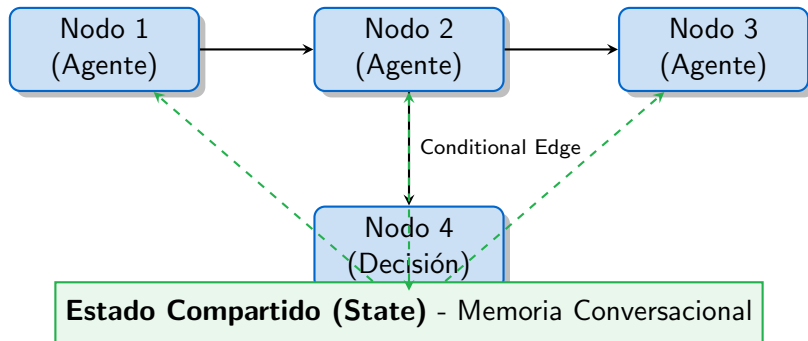 Nodo 1
(Agente)
Nodo 2
(Agente)
Nodo 3
(Agente)
Conditional Edge
Nodo 4
(Decisión)
Estado Compartido (State) - Memoria Conversacional